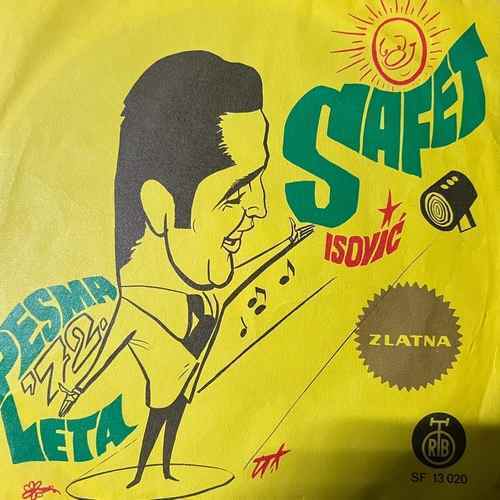 SAFET
ISOVIĆ
PESMA
'72.
LETA
ZLATNA
RTB
SF 13 020